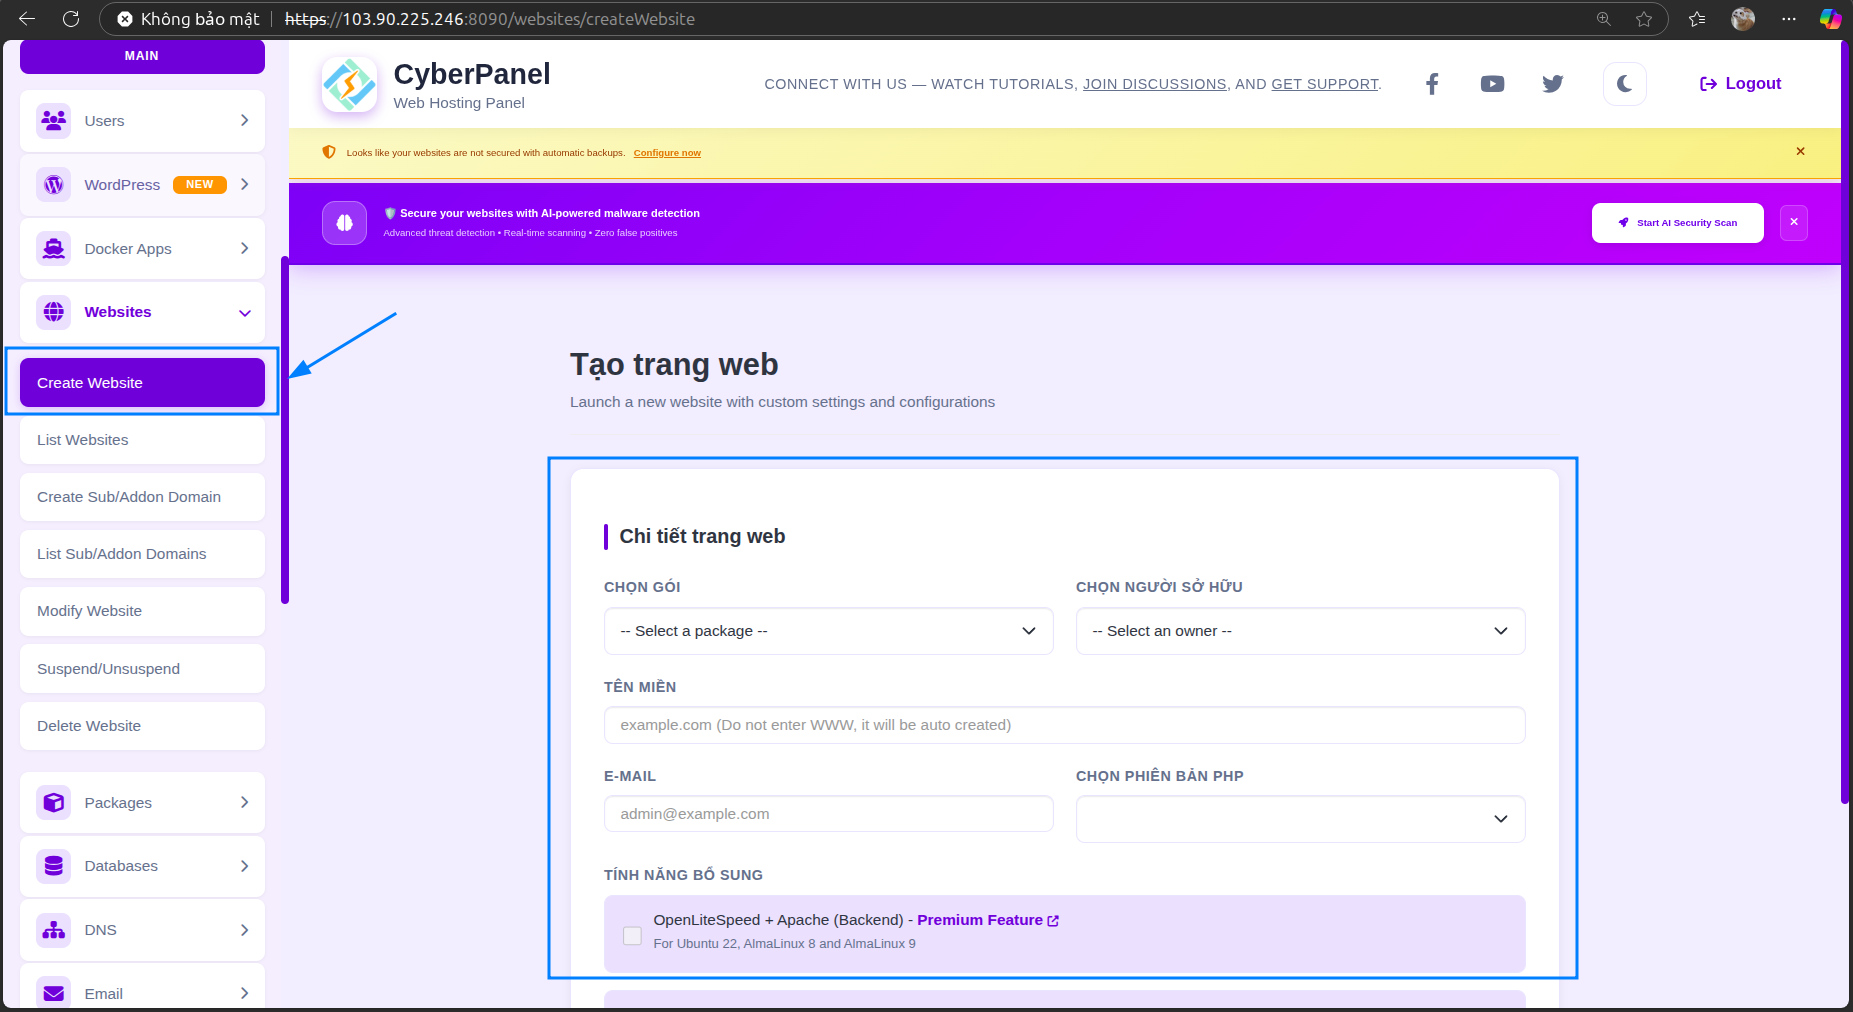 Không bảo mật | https://103.90.225.246:8090/websites/createWebsite
MAIN
Users
WordPress NEW
Docker Apps
Websites
Create Website
List Websites
Create Sub/Addon Domain
List Sub/Addon Domains
Modify Website
Suspend/Unsuspend
Delete Website
Packages
Databases
DNS
Email
CyberPanel
Web Hosting Panel
CONNECT WITH US — WATCH TUTORIALS, JOIN DISCUSSIONS, AND GET SUPPORT.
Logout
Looks like your websites are not secured with automatic backups. Configure now
Secure your websites with AI-powered malware detection
Advanced threat detection • Real-time scanning • Zero false positives
Start AI Security Scan
Tạo trang web
Launch a new website with custom settings and configurations
Chi tiết trang web
CHỌN GÓI
-- Select a package --
CHỌN NGƯỜI SỞ HỮU
-- Select an owner --
TÊN MIỀN
example.com (Do not enter WWW, it will be auto created)
E-MAIL
admin@example.com
CHỌN PHIÊN BẢN PHP
TÍNH NĂNG BỔ SUNG
OpenLiteSpeed + Apache (Backend) - Premium Feature
For Ubuntu 22, AlmaLinux 8 and AlmaLinux 9